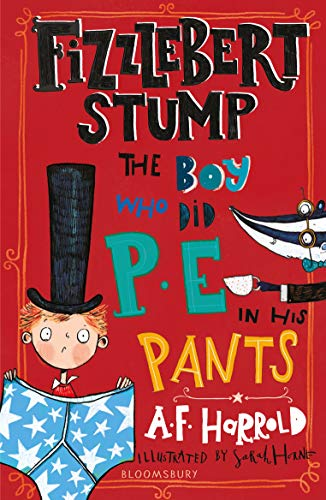 FIZZLEBERT
STUMP
THE BOY
WHO DID
P.E
IN HIS
PANTS
A.F. HARROLD
ILLUSTRATED BY SARAH HORNE
BLOOMSBURY